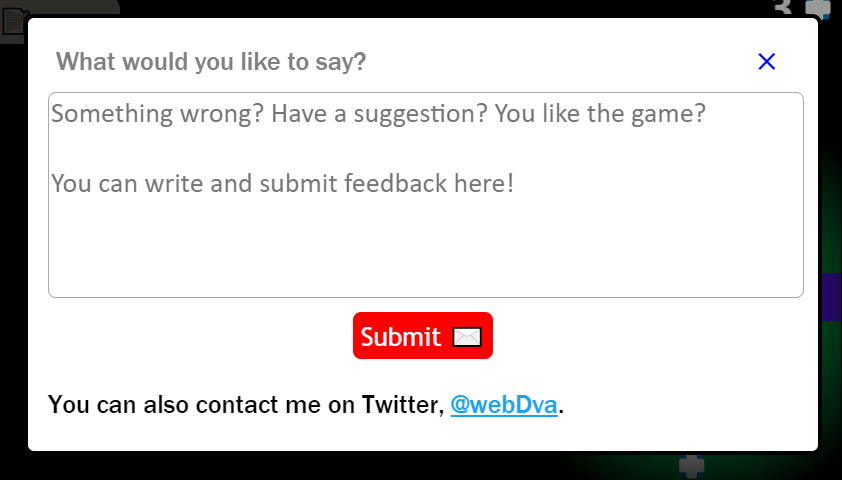 3
What would you like to say?
Something wrong? Have a suggestion? You like the game?
You can write and submit feedback here!
Submit
You can also contact me on Twitter, @webDva.